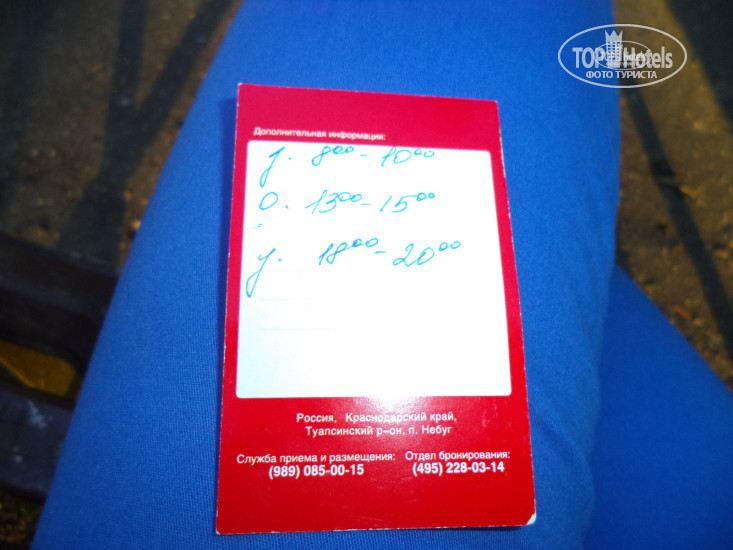 TOP Hotels
ФОТО ТУРИСТА
Дополнительная информация:
з. 8⁰⁰ - 10⁰⁰
о. 13⁰⁰ - 15⁰⁰
у. 18⁰⁰ - 20⁰⁰
Россия, Краснодарский край,
Туапсинский р-он, п. Небуг
Служба приема и размещения: Отдел бронирования:
(989) 085-00-15 (495) 228-03-14